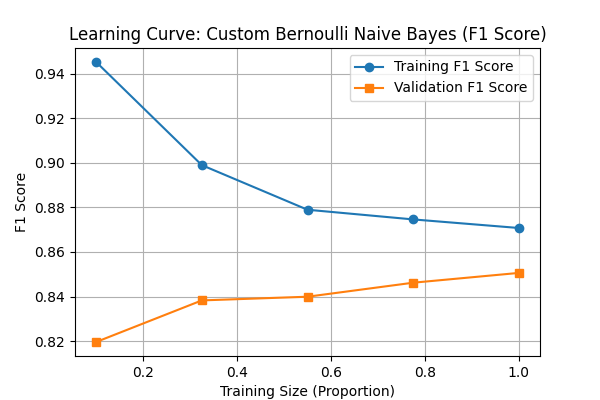 Learning Curve: Custom Bernoulli Naive Bayes (F1 Score)
Training F1 Score
Validation F1 Score
F1 Score
0.94
0.92
0.90
0.88
0.86
0.84
0.82
0.2
0.4
0.6
0.8
1.0
Training Size (Proportion)